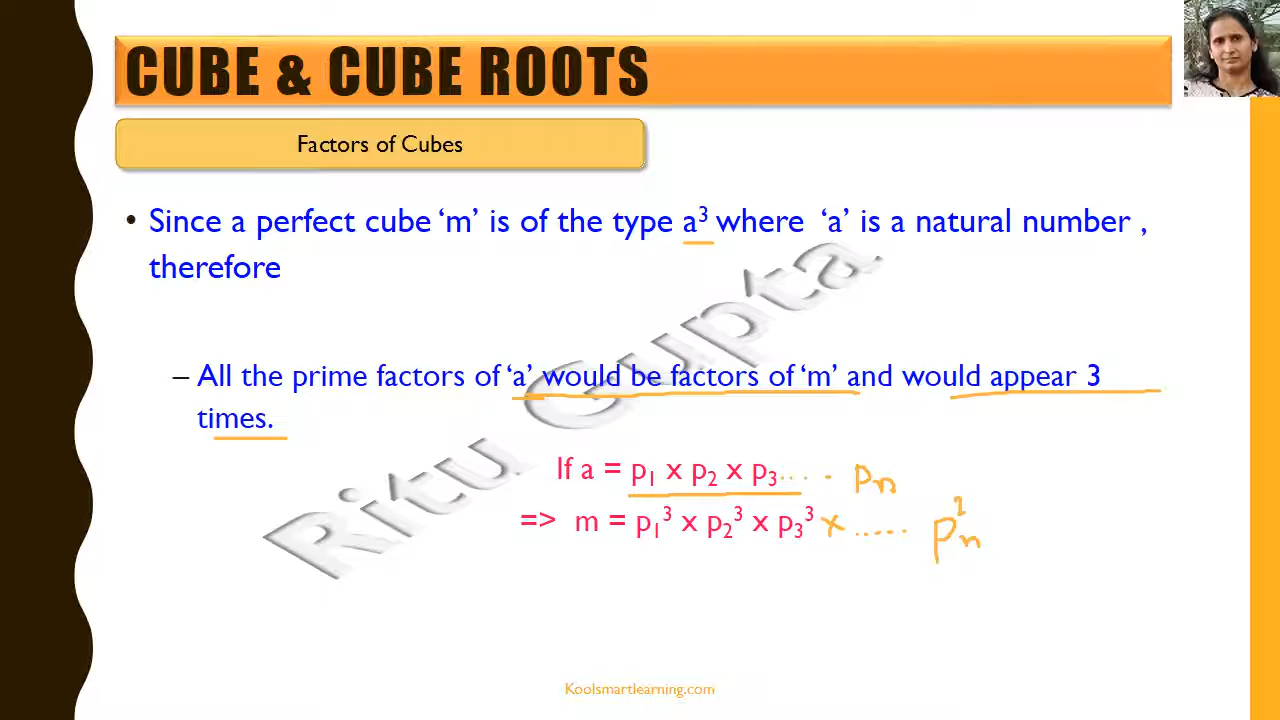 CUBE & CUBE ROOTS
Factors of Cubes
• Since a perfect cube ‘m’ is of the type a³ where ‘a’ is a natural number ,
therefore
– All the prime factors of ‘a’ would be factors of ‘m’ and would appear 3
times.
If a = p₁ x p₂ x p₃ .... pₙ
=> m = p₁³ x p₂³ x p₃³ x ..... pₙ
Ritu Gupta
Koolsmartlearning.com